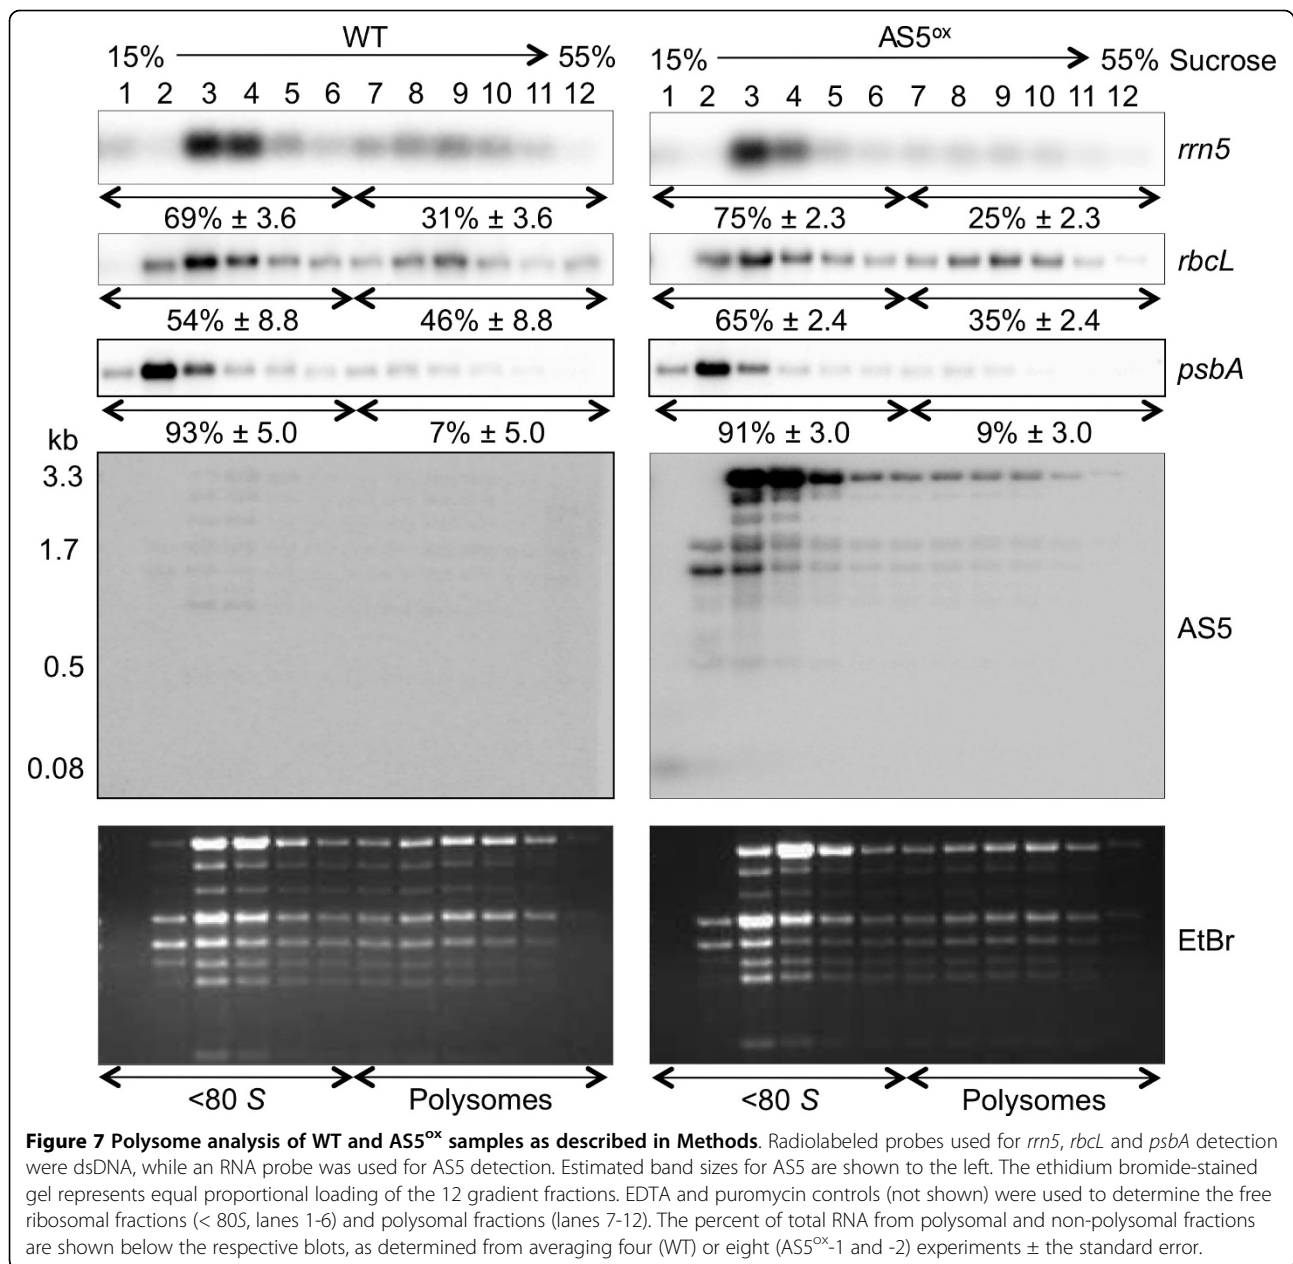 WT AS5ox
15% 55% 15% 55% Sucrose
1 2 3 4 5 6 7 8 9 10 11 12 1 2 3 4 5 6 7 8 9 10 11 12
rrn5
69% ± 3.6 31% ± 3.6 75% ± 2.3 25% ± 2.3
rbcL
54% ± 8.8 46% ± 8.8 65% ± 2.4 35% ± 2.4
psbA
kb 93% ± 5.0 7% ± 5.0 91% ± 3.0 9% ± 3.0
3.3
1.7
AS5
0.5
0.08
EtBr
<80 S Polysomes <80 S Polysomes
Figure 7 Polysome analysis of WT and AS5ox samples as described in Methods. Radiolabeled probes used for rrn5, rbcL and psbA detection
were dsDNA, while an RNA probe was used for AS5 detection. Estimated band sizes for AS5 are shown to the left. The ethidium bromide-stained
gel represents equal proportional loading of the 12 gradient fractions. EDTA and puromycin controls (not shown) were used to determine the free
ribosomal fractions (< 80S, lanes 1-6) and polysomal fractions (lanes 7-12). The percent of total RNA from polysomal and non-polysomal fractions
are shown below the respective blots, as determined from averaging four (WT) or eight (AS5ox-1 and -2) experiments ± the standard error.